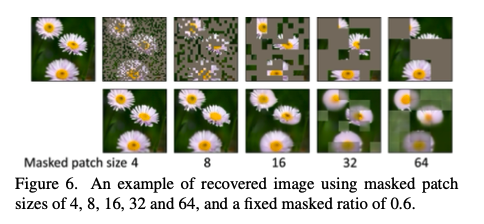 Masked patch size 4 8 16 32 64
Figure 6. An example of recovered image using masked patch
sizes of 4, 8, 16, 32 and 64, and a fixed masked ratio of 0.6.